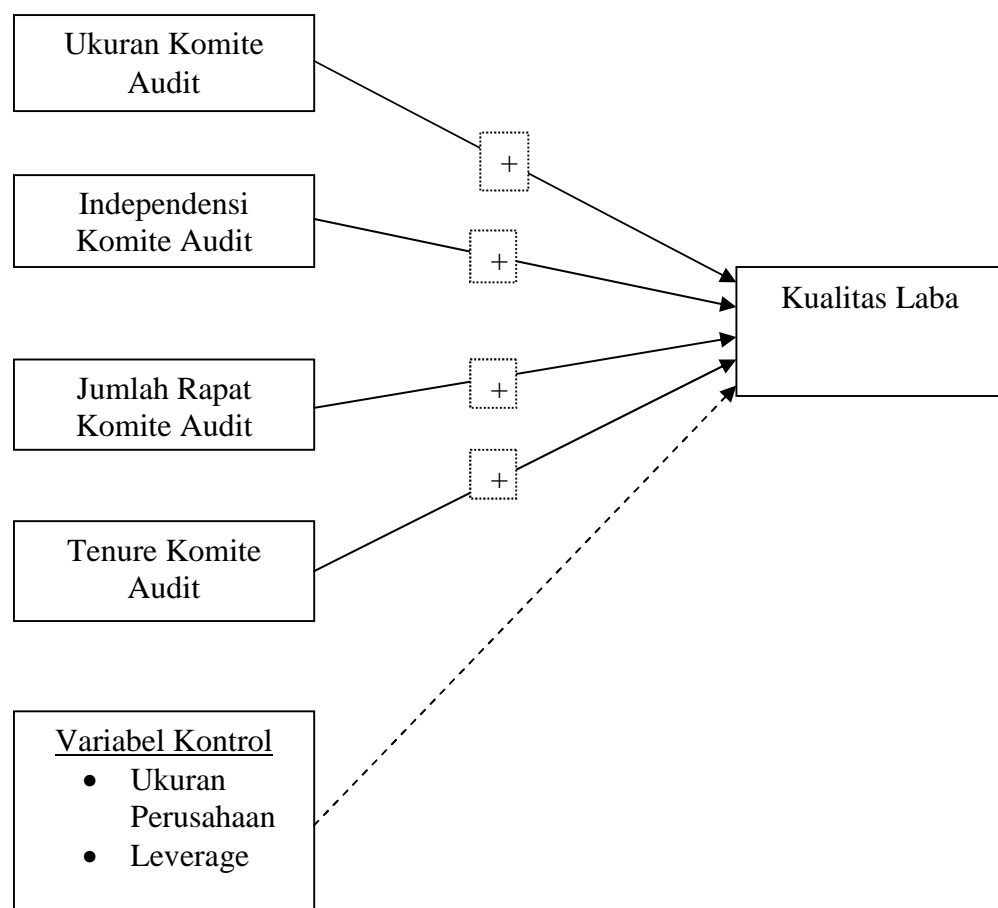 Ukuran Komite
Audit
+
Independensi
Komite Audit
+
Kualitas Laba
Jumlah Rapat
Komite Audit
+
+
Tenure Komite
Audit
Variabel Kontrol
• Ukuran
Perusahaan
• Leverage